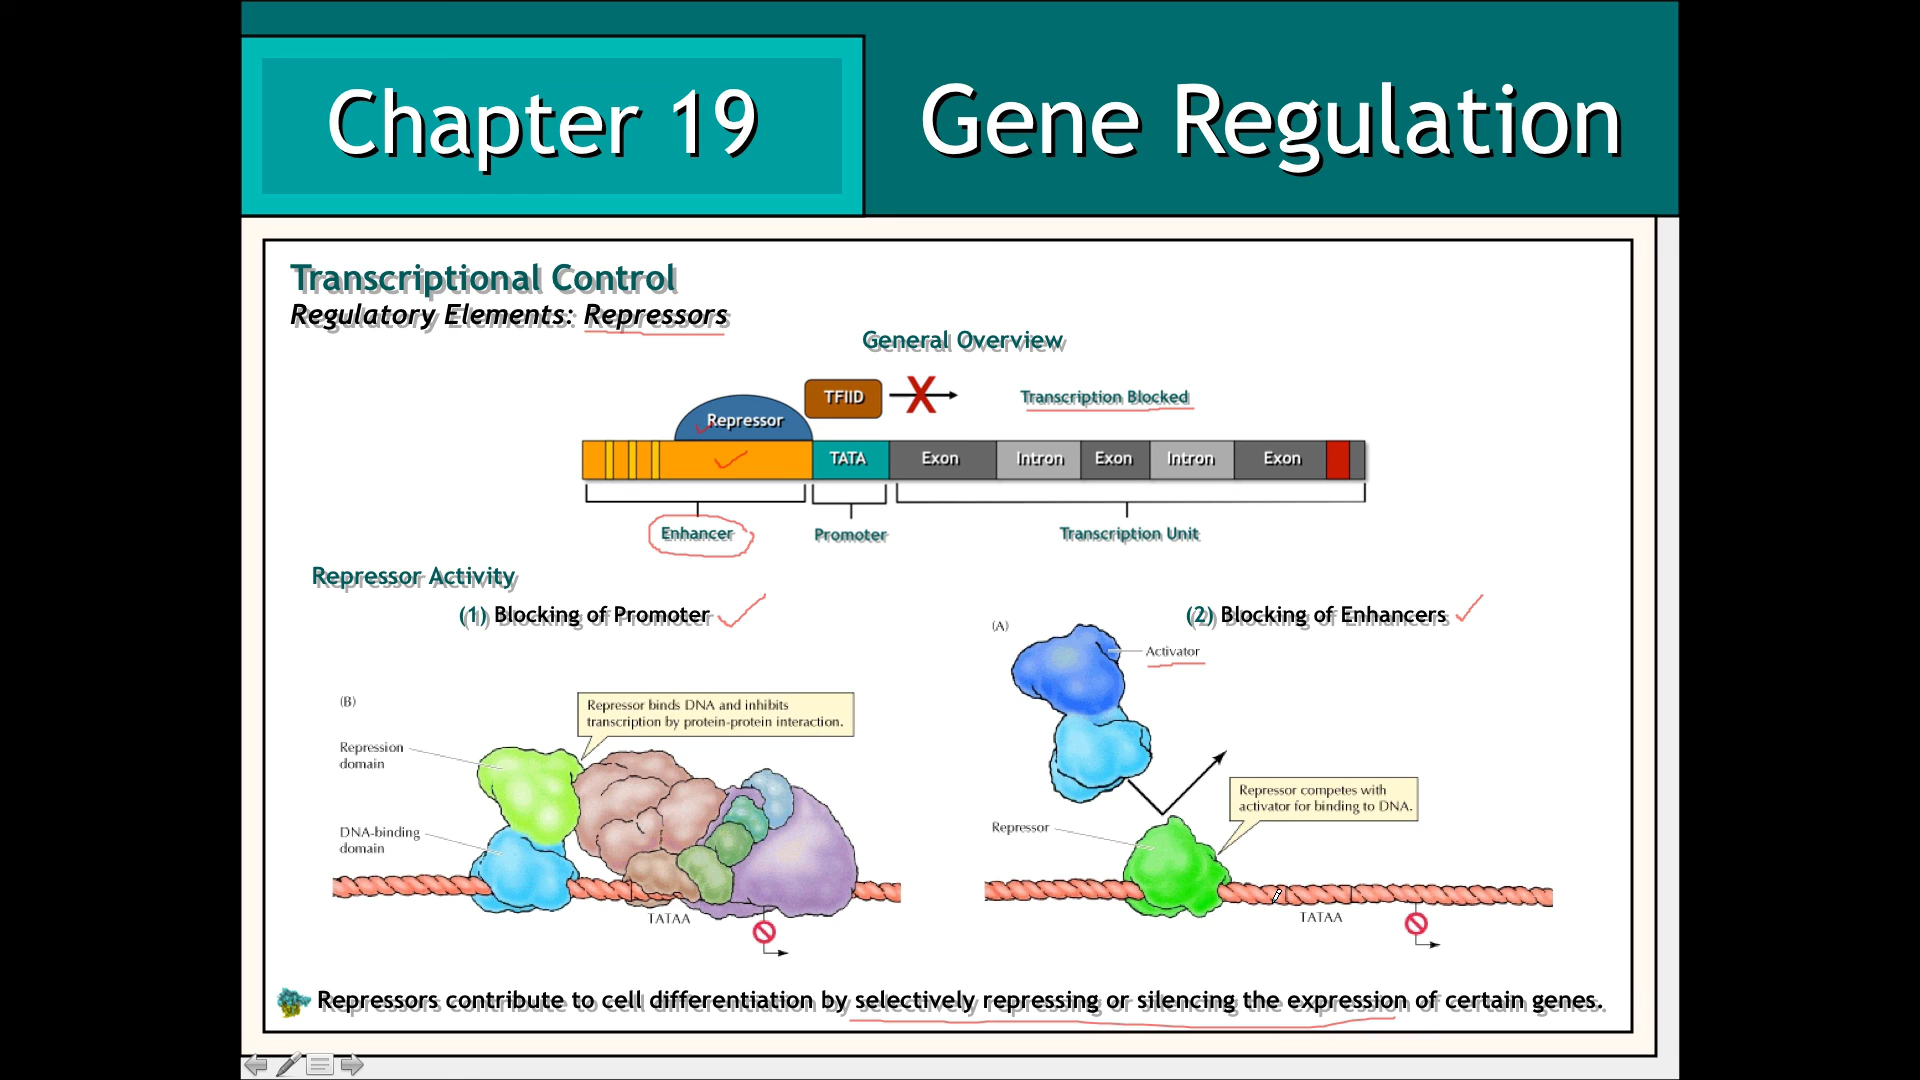 Chapter 19
Gene Regulation
Transcriptional Control
Regulatory Elements: Repressors
General Overview
TFIID
X
Transcription Blocked
Repressor
TATA
Exon
Intron
Exon
Intron
Exon
Enhancer
Promoter
Transcription Unit
Repressor Activity
(1) Blocking of Promoter
(B)
Repressor binds DNA and inhibits
transcription by protein-protein interaction.
Repression
domain
DNA-binding
domain
TATAA
(2) Blocking of Enhancers
(A)
Activator
Repressor competes with
activator for binding to DNA.
Repressor
TATAA
Repressors contribute to cell differentiation by selectively repressing or silencing the expression of certain genes.